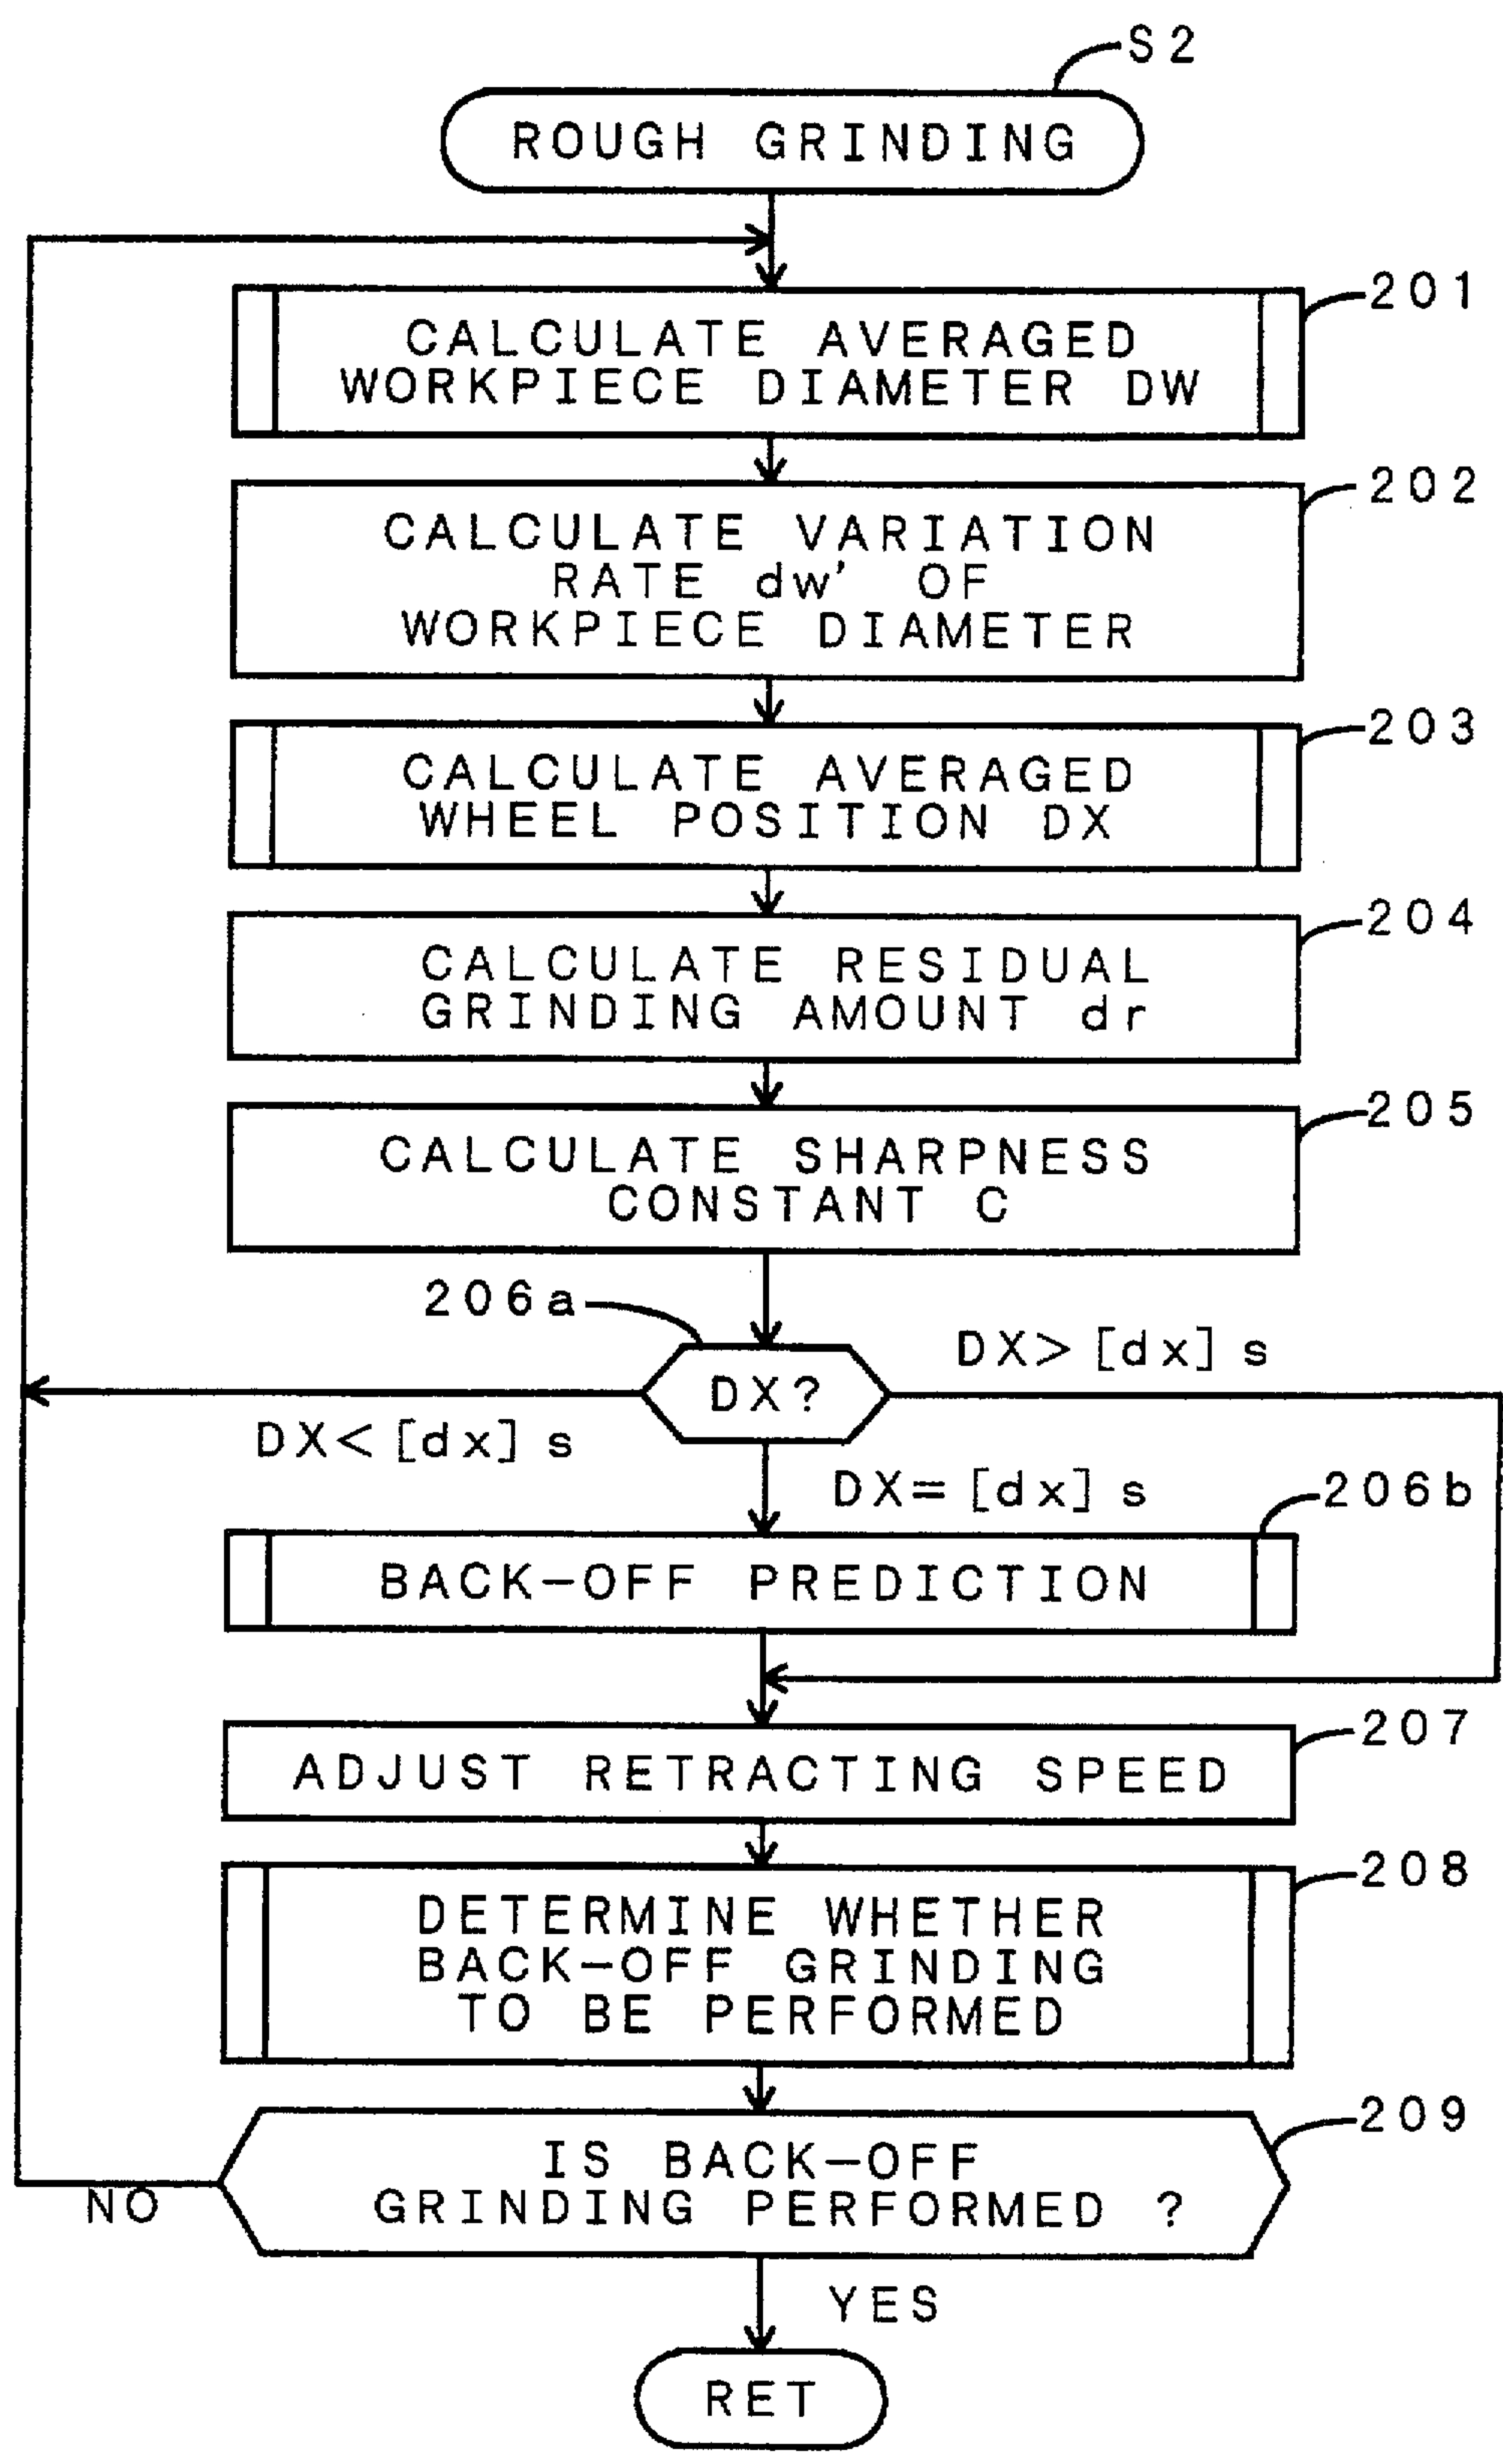 S2
ROUGH GRINDING
201
CALCULATE AVERAGED
WORKPIECE DIAMETER DW
202
CALCULATE VARIATION
RATE dw' OF
WORKPIECE DIAMETER
203
CALCULATE AVERAGED
WHEEL POSITION DX
204
CALCULATE RESIDUAL
GRINDING AMOUNT dr
205
CALCULATE SHARPNESS
CONSTANT C
206a
DX> [dx] s
DX?
DX< [dx] s
DX= [dx] s
206b
BACK-OFF PREDICTION
207
ADJUST RETRACTING SPEED
208
DETERMINE WHETHER
BACK-OFF GRINDING
TO BE PERFORMED
209
IS BACK-OFF
GRINDING PERFORMED ?
NO
YES
RET